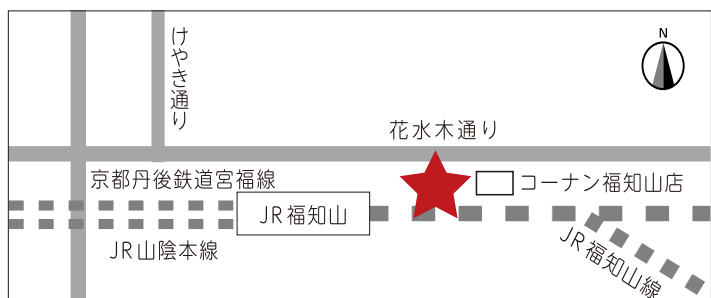 けやき通り
N
花水木通り
京都丹後鉄道宮福線
コーナン福知山店
JR福知山
JR山陰本線
JR福知山線